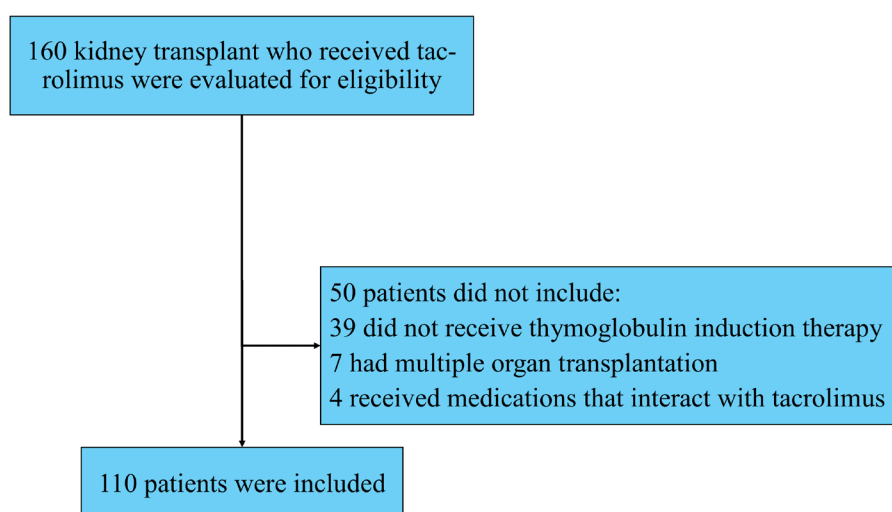 160 kidney transplant who received tac-
rolimus were evaluated for eligibility
50 patients did not include:
39 did not receive thymoglobulin induction therapy
7 had multiple organ transplantation
4 received medications that interact with tacrolimus
110 patients were included